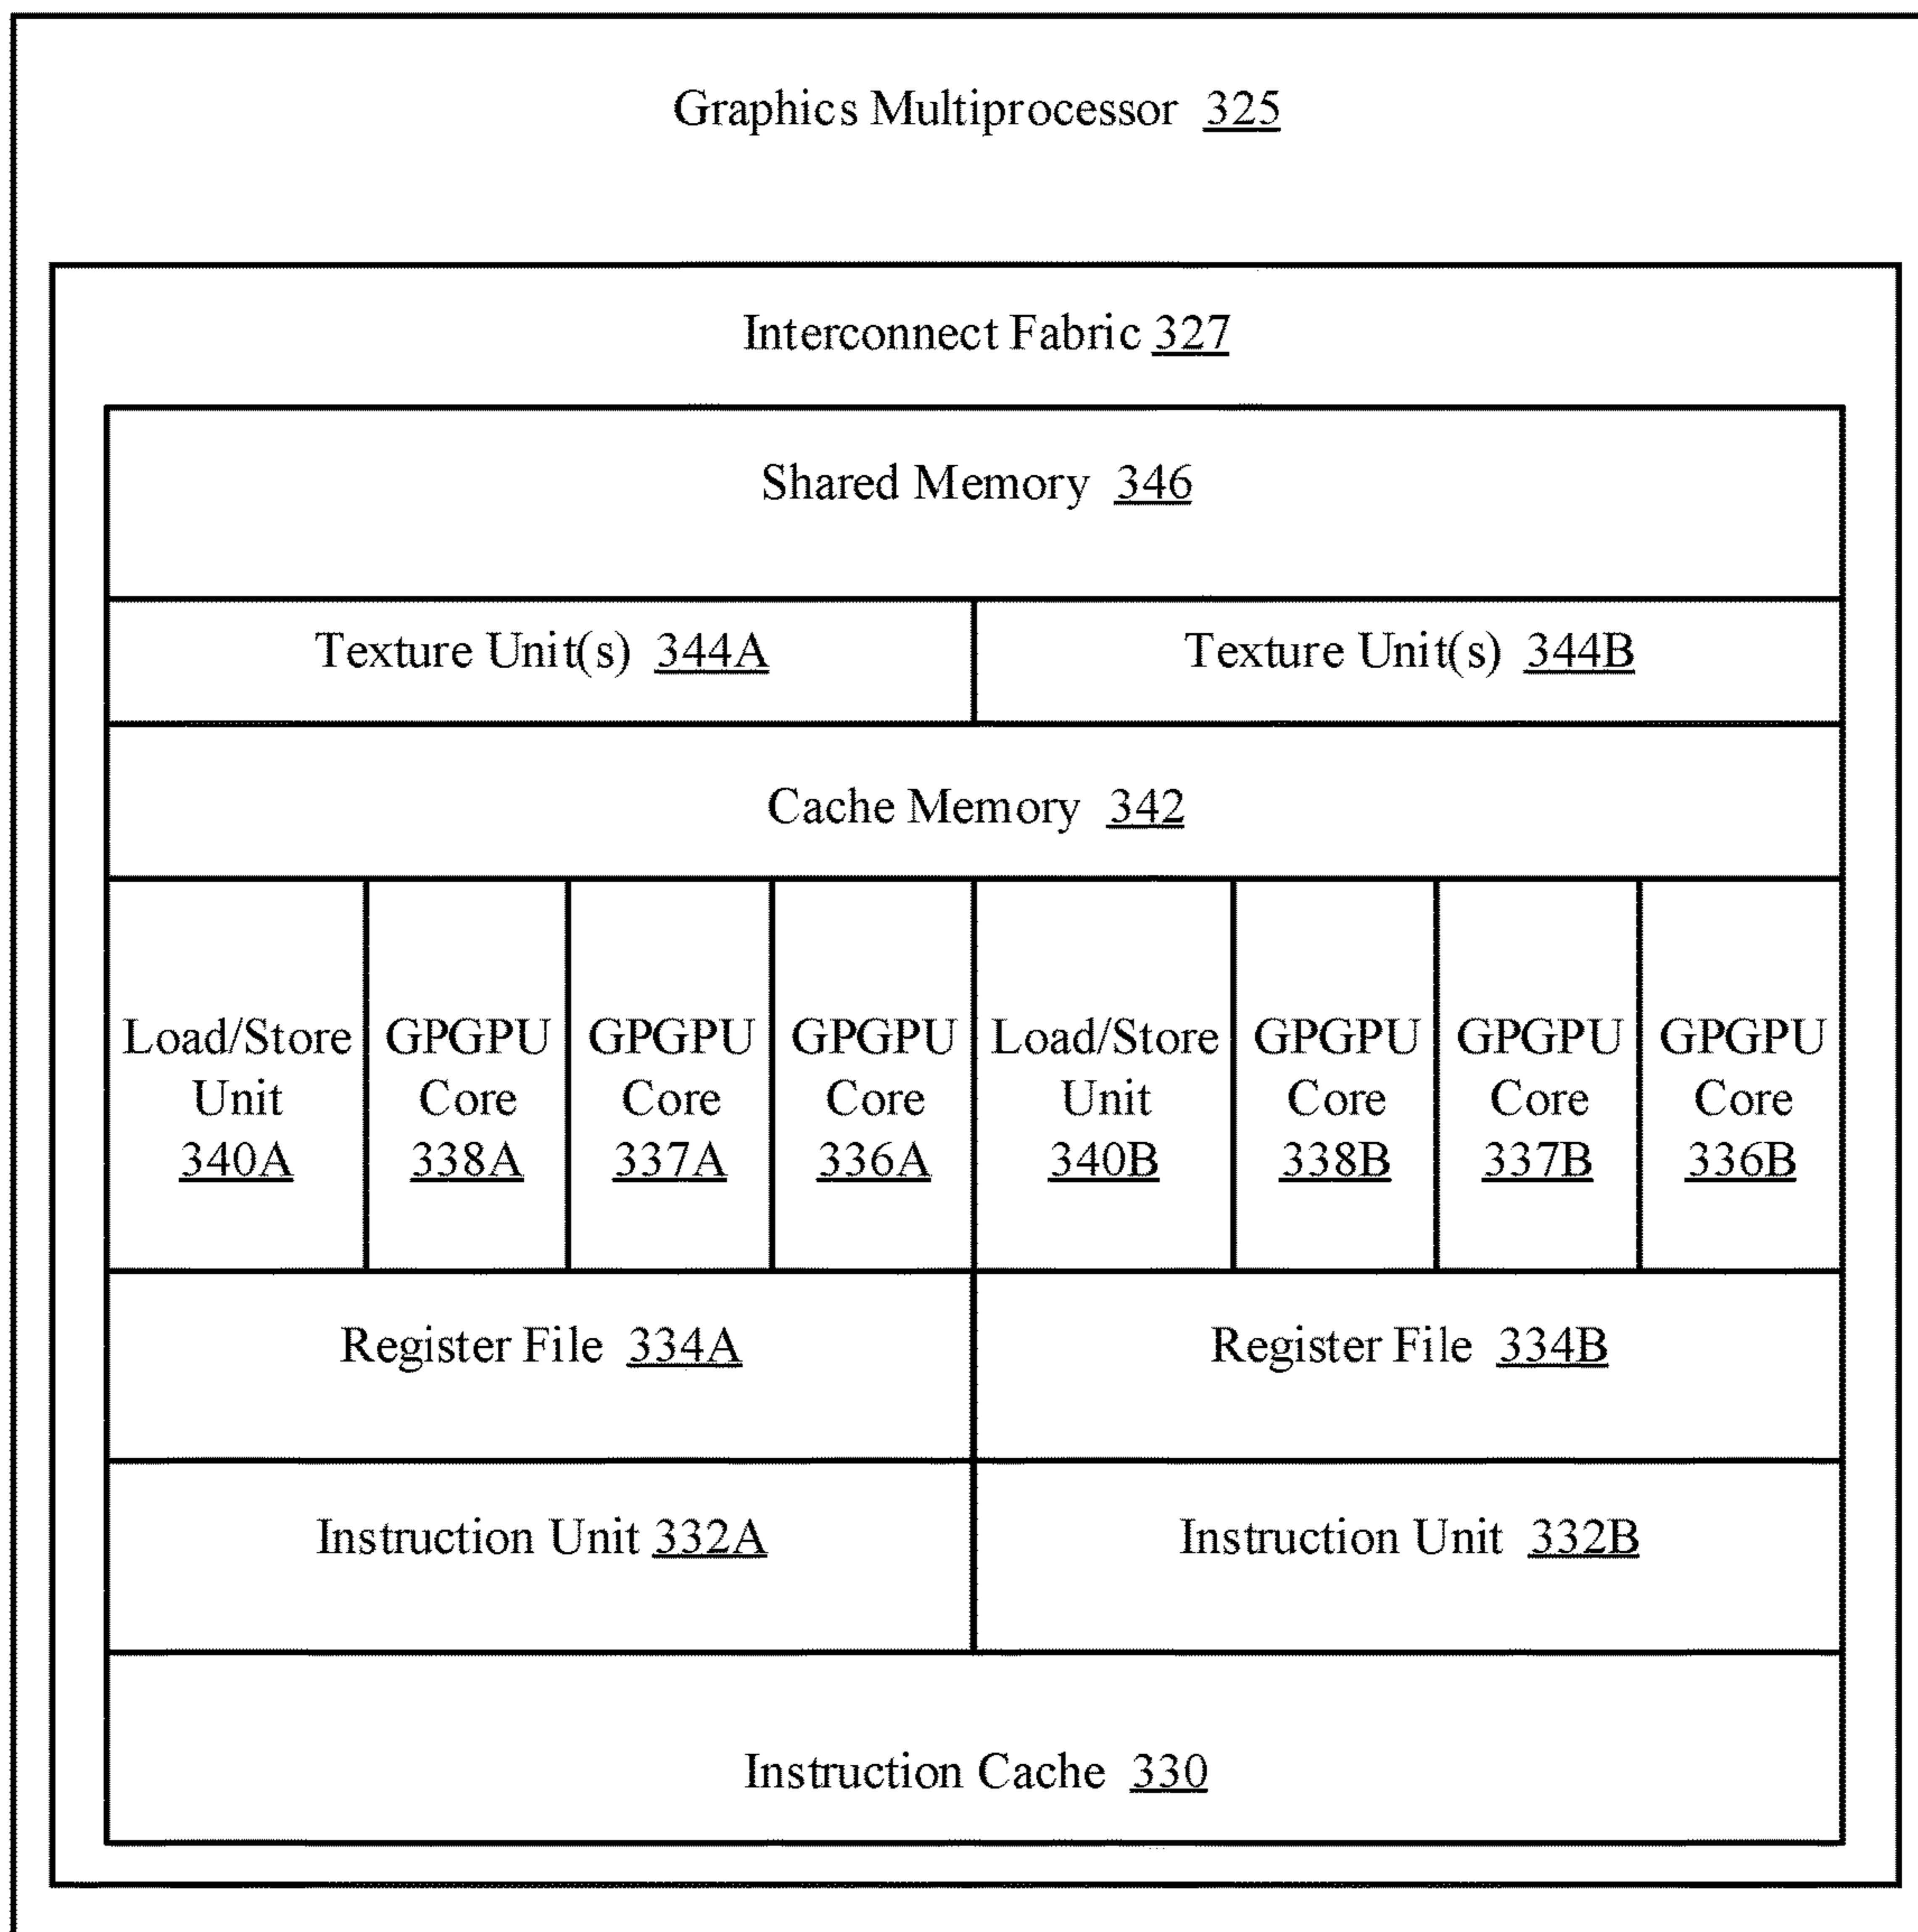 Graphics Multiprocessor 325
Interconnect Fabric 327
Shared Memory 346
Texture Unit(s) 344A
Texture Unit(s) 344B
Cache Memory 342
Load/Store
Unit
340A
GPGPU
Core
338A
GPGPU
Core
337A
GPGPU
Core
336A
Load/Store
Unit
340B
GPGPU
Core
338B
GPGPU
Core
337B
GPGPU
Core
336B
Register File 334A
Register File 334B
Instruction Unit 332A
Instruction Unit 332B
Instruction Cache 330